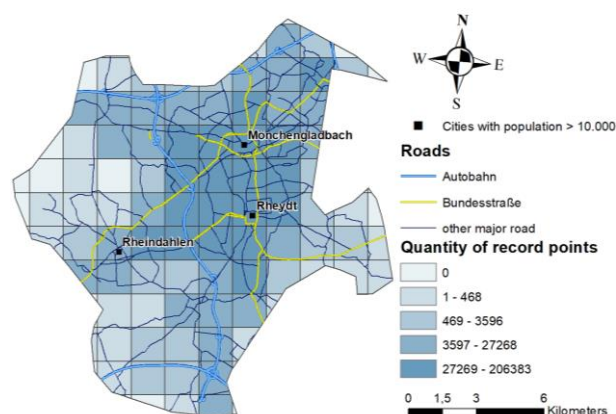 N
W E
S
Cities with population > 10.000
Roads
Autobahn
Bundesstraße
other major road
Quantity of record points
0
1 - 468
469 - 3596
3597 - 27268
27269 - 206383
0 1,5 3 6
Kilometers
Mönchengladbach
Rheydt
Rheindahlen